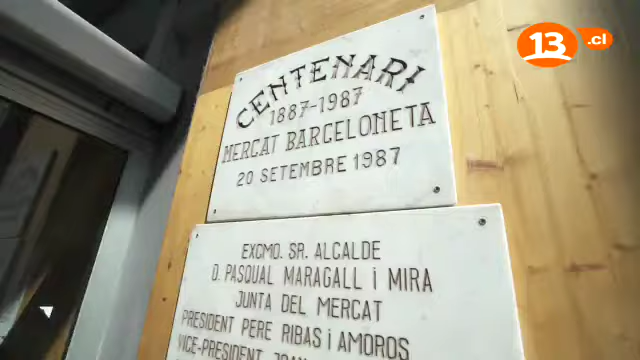 13.cl
CENTENARI
1887-1987
MERCAT BARCELONETA
20 SETEMBRE 1987
EXCMO. SR. ALCALDE
D. PASQUAL MARAGALL i MIRA
JUNTA DEL MERCAT
PRESIDENT PERE RIBAS i AMOROS
VICE-PRESIDENT JOAN